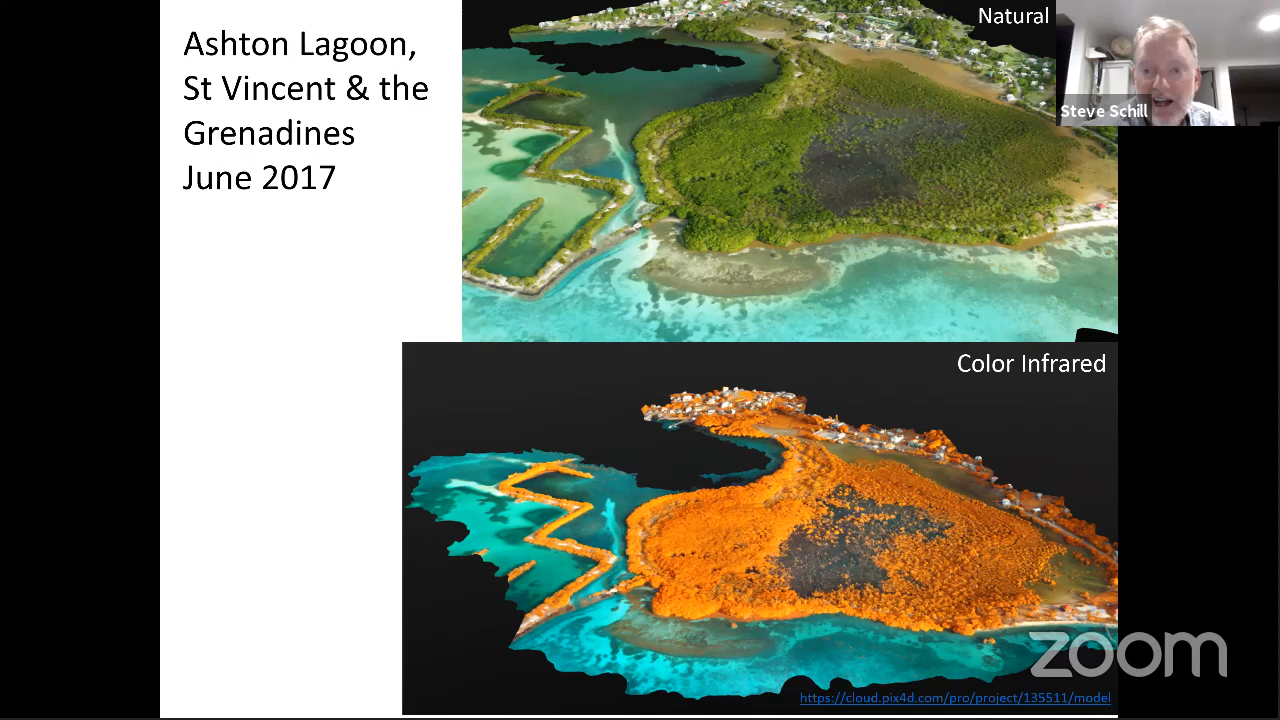 Ashton Lagoon,
St Vincent & the
Grenadines
June 2017
Natural
Steve Schill
Color Infrared
zoom
https://cloud.pix4d.com/pro/project/135511/model